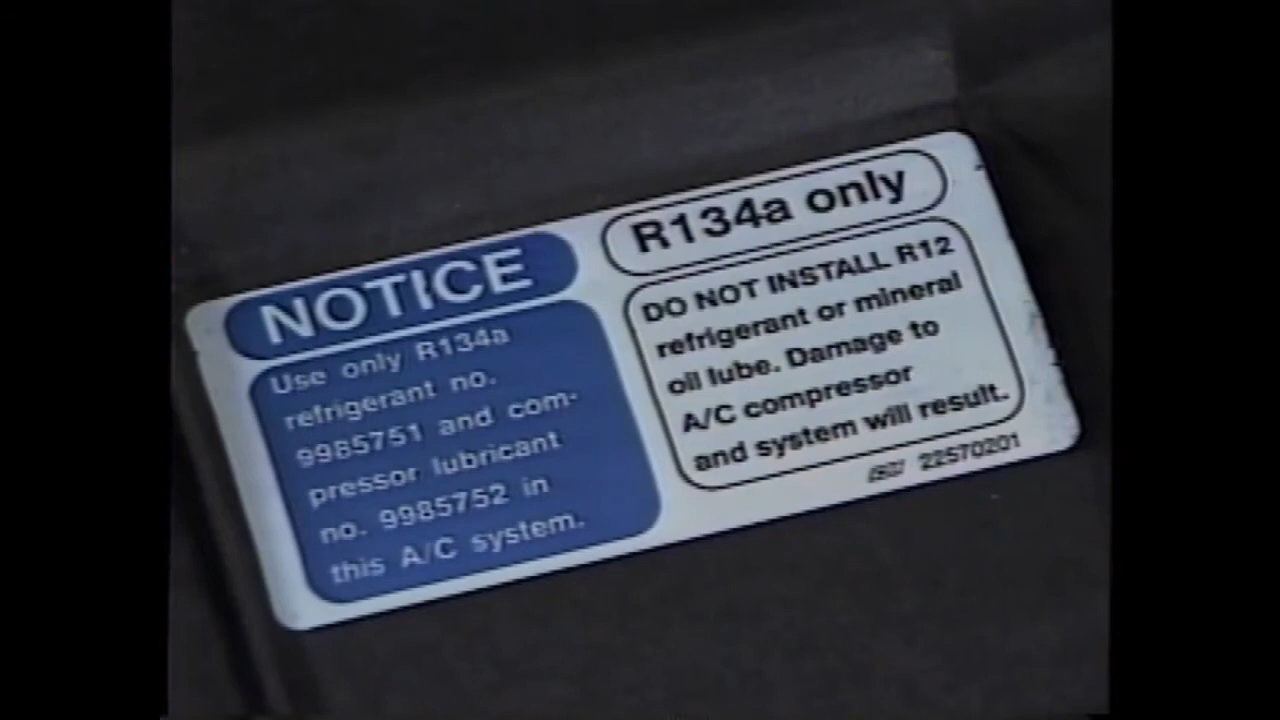 NOTICE
Use only R134a
refrigerant no.
9985751 and com-
pressor lubricant
no. 9985752 in
this A/C system.
R134a only
DO NOT INSTALL R12
refrigerant or mineral
oil lube. Damage to
A/C compressor
and system will result.
22570201